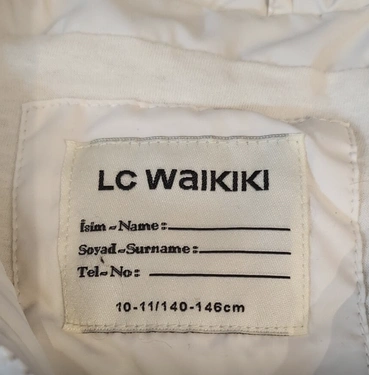 LC WAIKIKI
İsim-Name:
Soyad-Surname:
Tel-No:
10-11/140-146cm